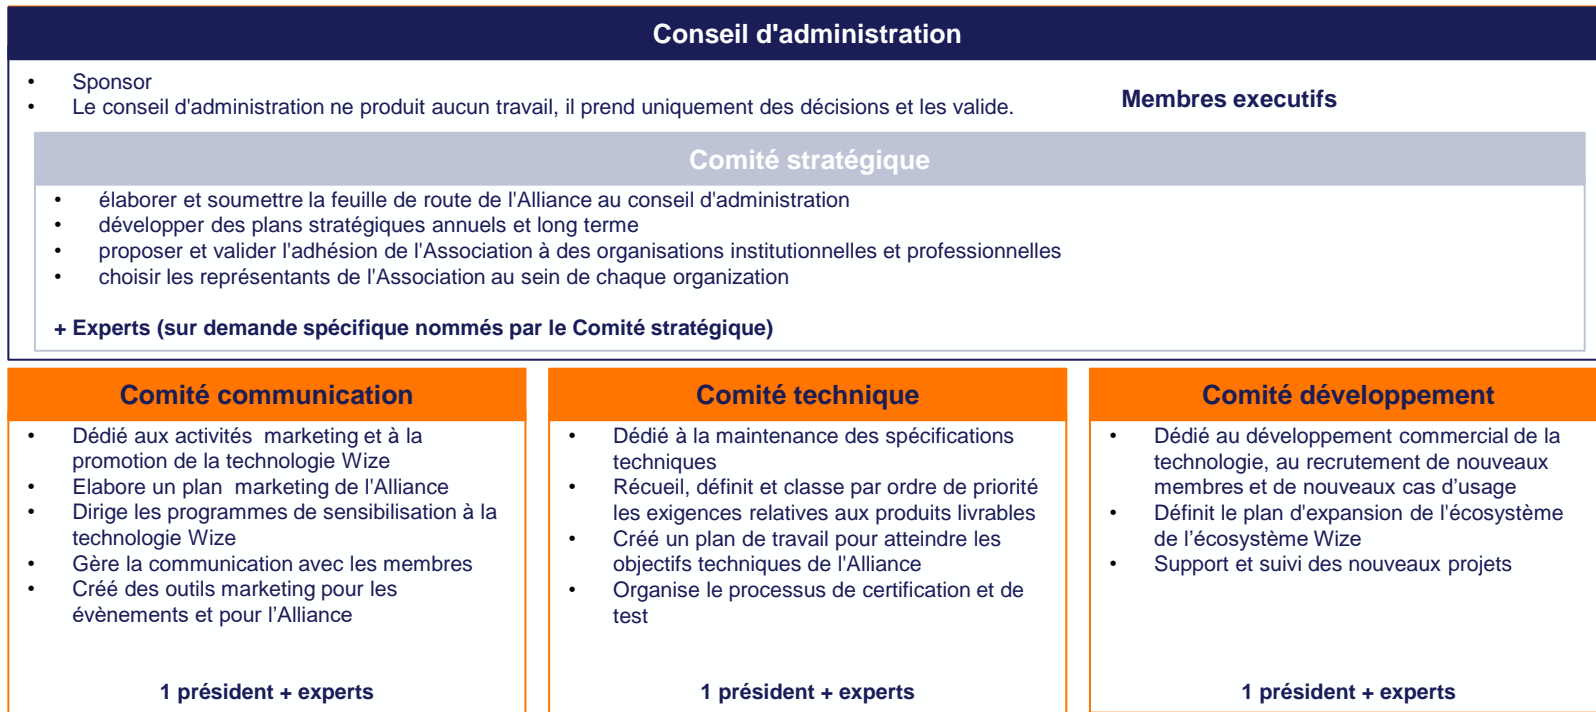 Conseil d'administration
• Sponsor
• Le conseil d'administration ne produit aucun travail, il prend uniquement des décisions et les valide.
Membres executifs
Comité stratégique
• élaborer et soumettre la feuille de route de l'Alliance au conseil d'administration
• développer des plans stratégiques annuels et long terme
• proposer et valider l'adhésion de l'Association à des organisations institutionnelles et professionnelles
• choisir les représentants de l'Association au sein de chaque organization
+ Experts (sur demande spécifique nommés par le Comité stratégique)
Comité communication
• Dédié aux activités marketing et à la
promotion de la technologie Wize
• Elabore un plan marketing de l'Alliance
• Dirige les programmes de sensibilisation à la
technologie Wize
• Gère la communication avec les membres
• Créé des outils marketing pour les
évènements et pour l’Alliance
1 président + experts
Comité technique
• Dédié à la maintenance des spécifications
techniques
• Récueil, définit et classe par ordre de priorité
les exigences relatives aux produits livrables
• Créé un plan de travail pour atteindre les
objectifs techniques de l'Alliance
• Organise le processus de certification et de
test
1 président + experts
Comité développement
• Dédié au développement commercial de la
technologie, au recrutement de nouveaux
membres et de nouveaux cas d’usage
• Définit le plan d'expansion de l'écosystème
de l’écosystème Wize
• Support et suivi des nouveaux projets
1 président + experts